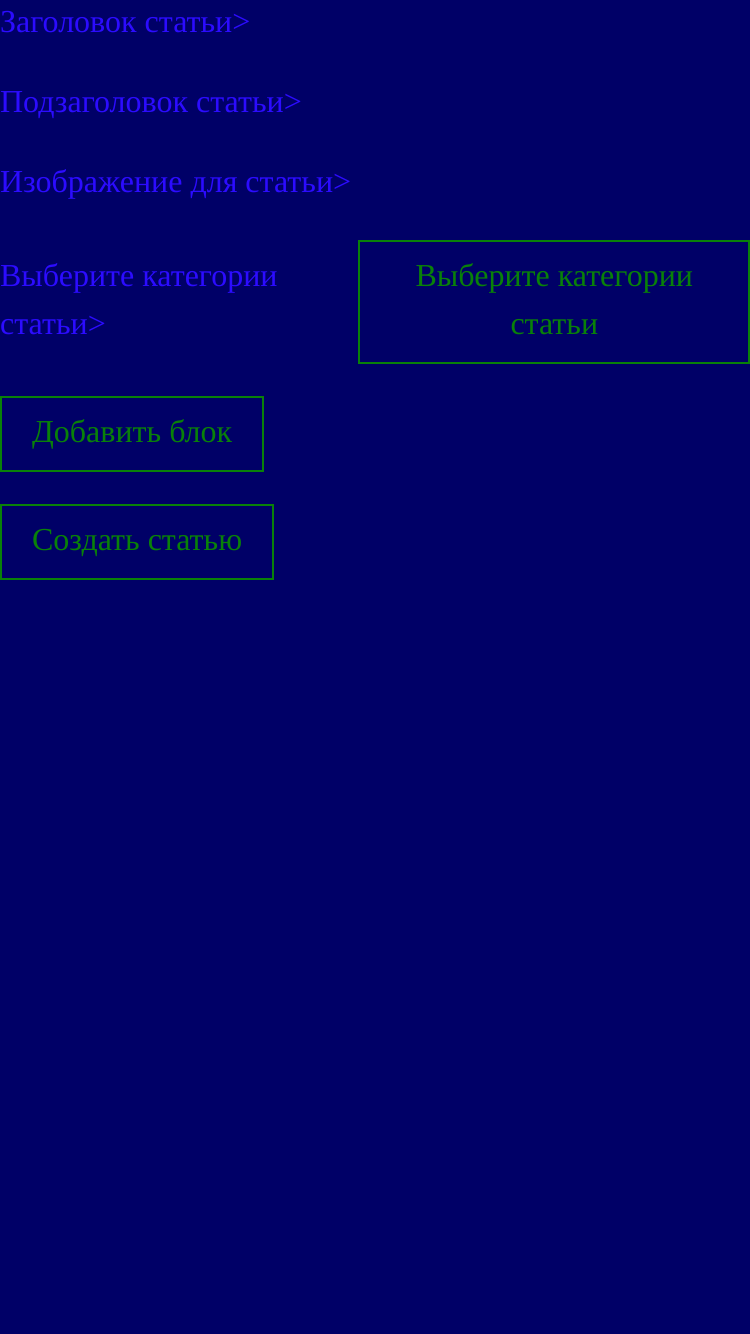 Заголовок статьи>
Подзаголовок статьи>
Изображение для статьи>
Выберите категории
статьи>
Выберите категории
статьи
Добавить блок
Создать статью